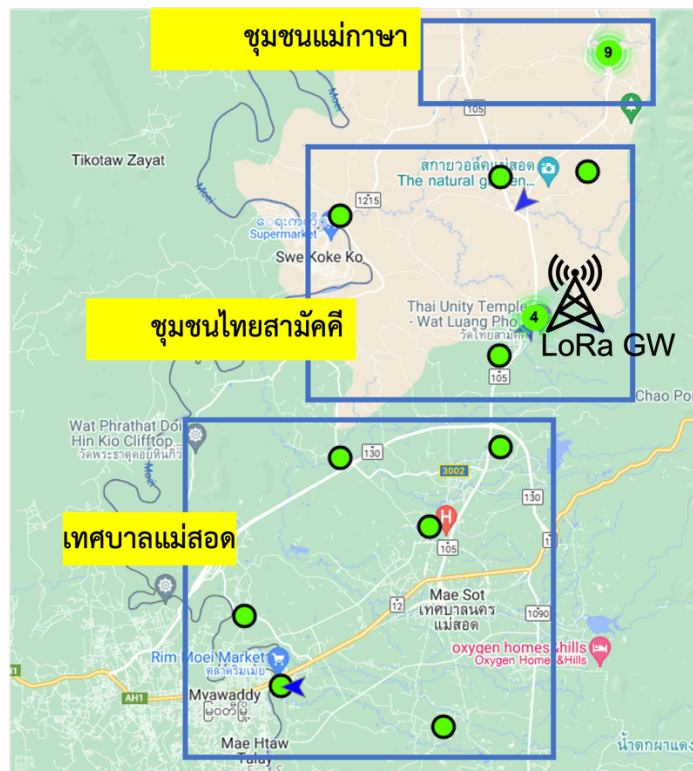 ชุมชนแม่กาษา
9
Moei
105
Tikotaw Zayat
Moei
สกายวอล์คแม่สอด
The natural
1215
Supermarket
Swe Koke Ko
ชุมชนไทยสามัคคี
Thai Unity Temple
- Wat Luang Pho
วัดไทยสามัคคี
4
LoRa GW
105
Chao Po
Wat Phrathat Doi
Hin Kio Clifftop...
วัดพระธาตุดอยหินกิ่ว
130
3002
130
Moei
เทศบาลแม่สอด
H
105
Mae Sot
เทศบาลนคร
แม่สอด
12
1090
oxygen homes&hills
Oxygen Homes&Hills
Rim Moei Market
ตลาดริมเมย
AH1
Myawaddy
မြဝတီမြို့
Mae Htaw
Talay
น้ำตกผาแดง